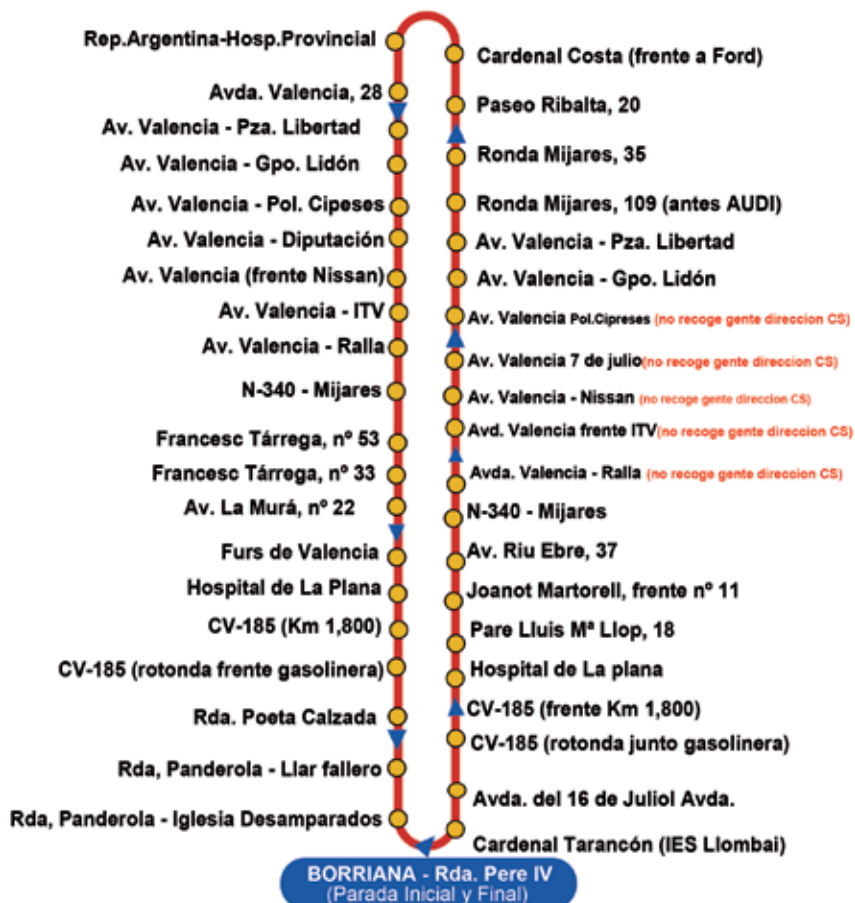 Rep.Argentina-Hosp.Provincial
Avda. Valencia, 28
Av. Valencia - Pza. Libertad
Av. Valencia - Gpo. Lidón
Av. Valencia - Pol. Cipeses
Av. Valencia - Diputación
Av. Valencia (frente Nissan)
Av. Valencia - ITV
Av. Valencia - Ralla
N-340 - Mijares
Francesc Tárrega, nº 53
Francesc Tárrega, nº 33
Av. La Murá, nº 22
Furs de Valencia
Hospital de La Plana
CV-185 (Km 1,800)
CV-185 (rotonda frente gasolinera)
Rda. Poeta Calzada
Rda, Panderola - Llar fallero
Rda, Panderola - Iglesia Desamparados
Cardenal Costa (frente a Ford)
Paseo Ribalta, 20
Ronda Mijares, 35
Ronda Mijares, 109 (antes AUDI)
Av. Valencia - Pza. Libertad
Av. Valencia - Gpo. Lidón
Av. Valencia Pol.Cipreses (no recoge gente direccion CS)
Av. Valencia 7 de julio(no recoge gente direccion CS)
Av. Valencia - Nissan (no recoge gente direccion CS)
Avd. Valencia frente ITV(no recoge gente direccion CS)
Avda. Valencia - Ralla (no recoge gente direccion CS)
N-340 - Mijares
Av. Riu Ebre, 37
Joanot Martorell, frente nº 11
Pare Lluis Mª Llop, 18
Hospital de La plana
CV-185 (frente Km 1,800)
CV-185 (rotonda junto gasolinera)
Avda. del 16 de Juliol Avda.
Cardenal Tarancón (IES Llombai)
BORRIANA - Rda. Pere IV
(Parada Inicial y Final)